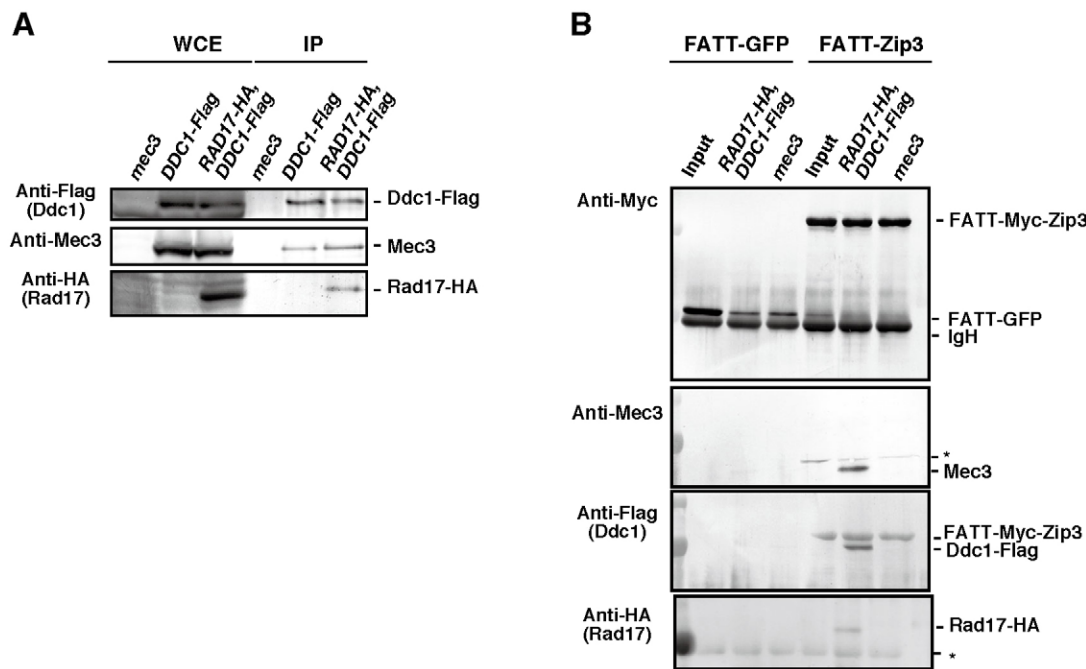 A
WCE
IP
mec3
DDC1-Flag
RAD17-HA,
DDC1-Flag
mec3
DDC1-Flag
RAD17-HA,
DDC1-Flag
Anti-Flag
(Ddc1)
- Ddc1-Flag
Anti-Mec3
- Mec3
Anti-HA
(Rad17)
- Rad17-HA
B
FATT-GFP
FATT-Zip3
Input
RAD17-HA,
DDC1-Flag
mec3
Input
RAD17-HA,
DDC1-Flag
mec3
Anti-Myc
- FATT-Myc-Zip3
- FATT-GFP
- IgH
Anti-Mec3
- *
- Mec3
Anti-Flag
(Ddc1)
- FATT-Myc-Zip3
- Ddc1-Flag
Anti-HA
(Rad17)
- Rad17-HA
- *